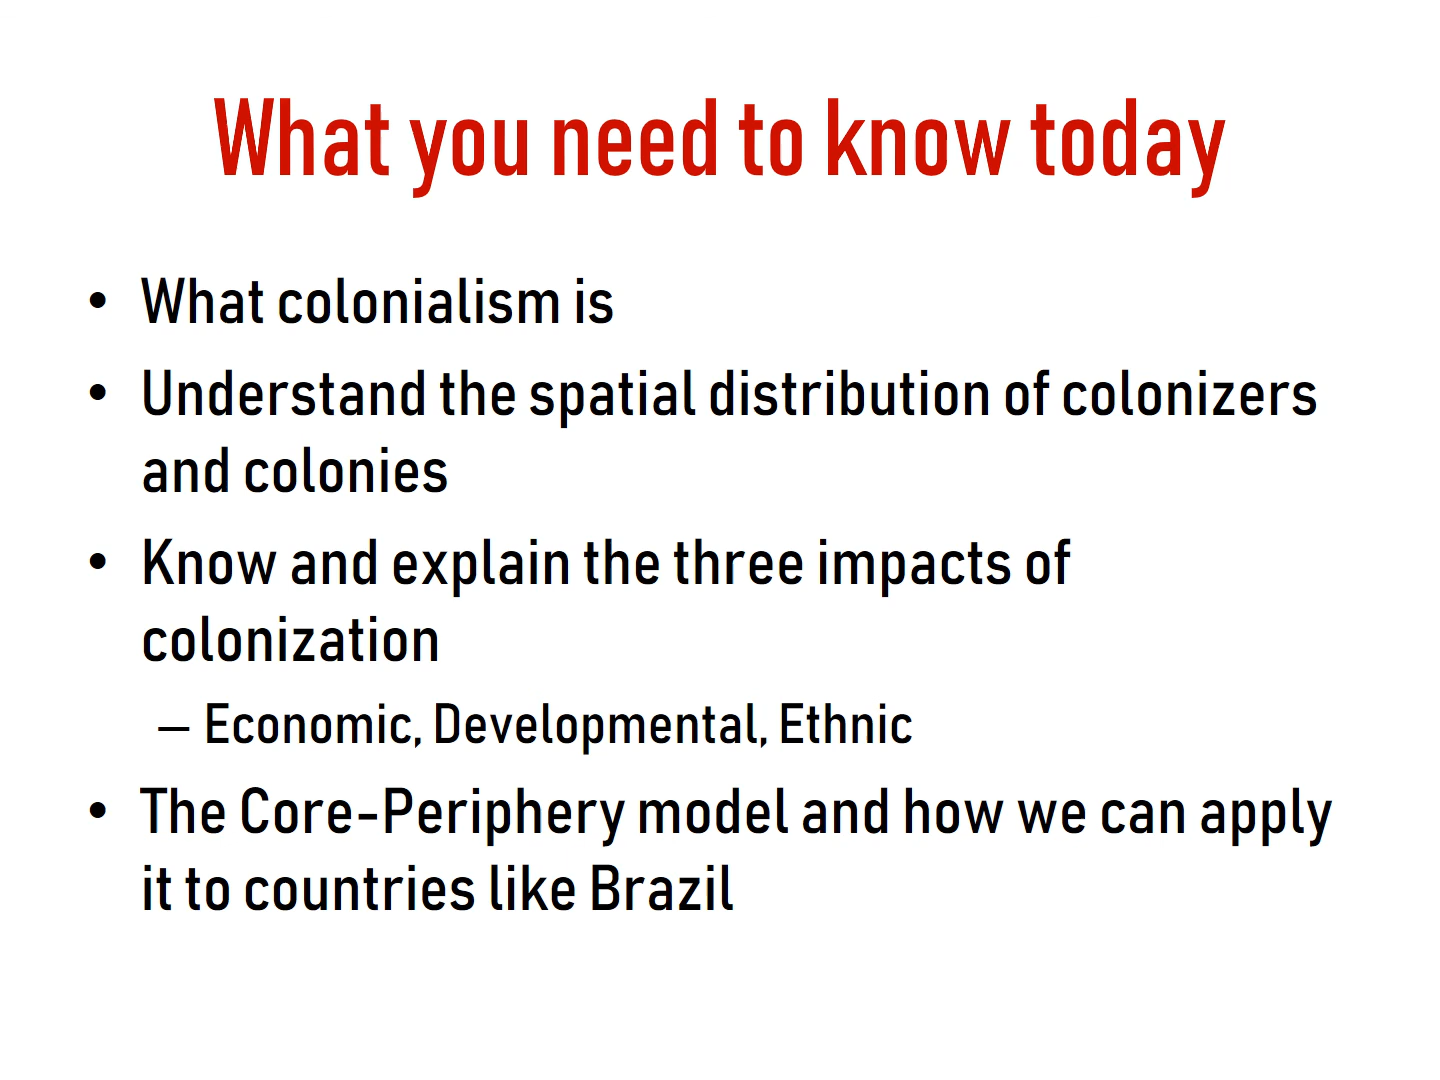 What you need to know today
• What colonialism is
• Understand the spatial distribution of colonizers
and colonies
• Know and explain the three impacts of
colonization
– Economic, Developmental, Ethnic
• The Core-Periphery model and how we can apply
it to countries like Brazil